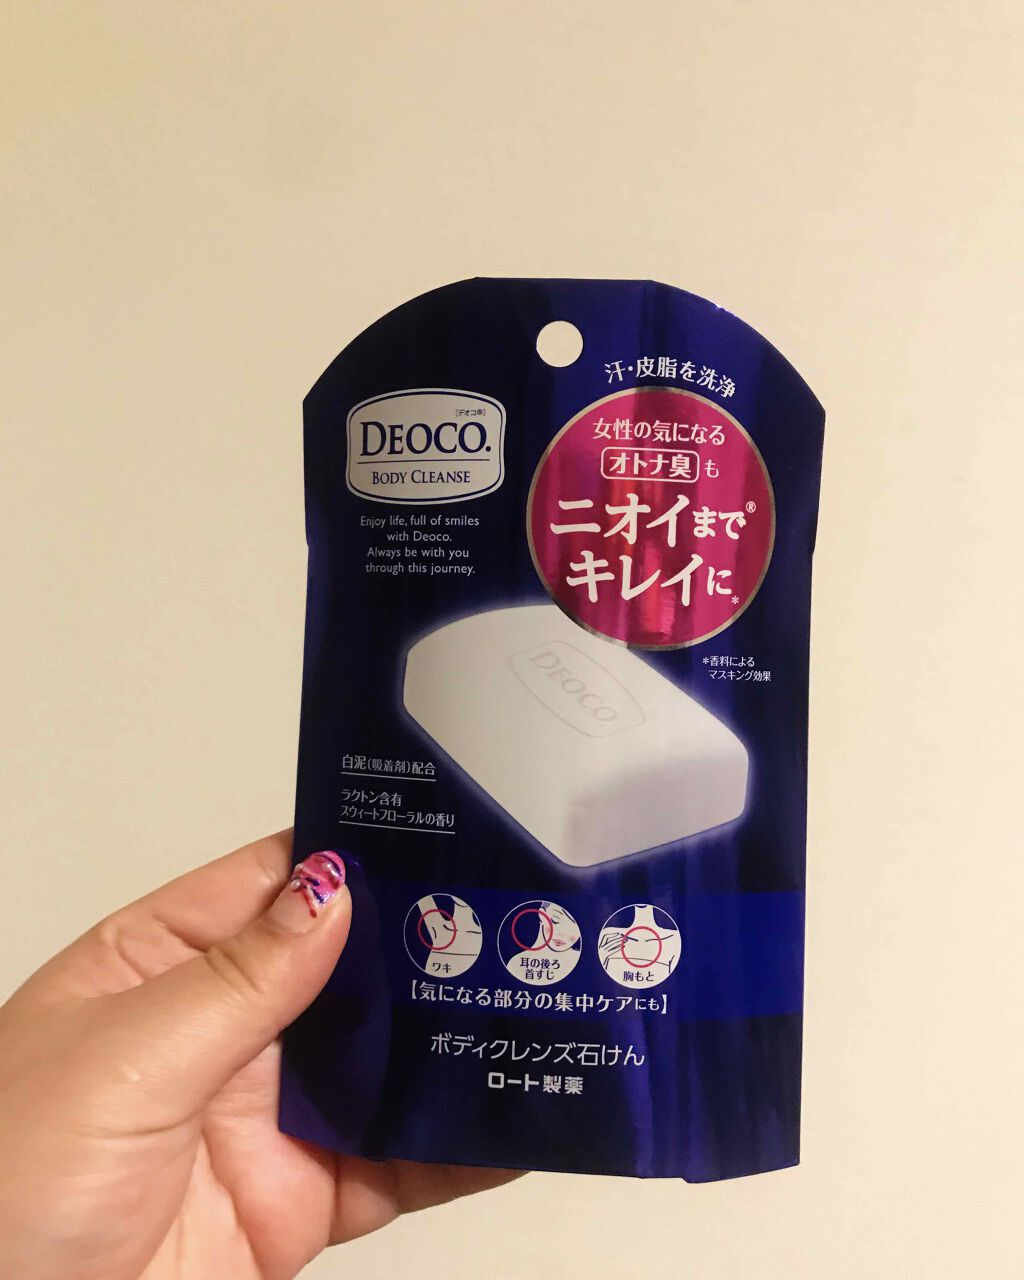 汗・皮脂を洗浄
[デオコ®]
DEOCO.
BODY CLEANSE
Enjoy life, full of smiles
with Deoco.
Always be with you
through this journey.
女性の気になる
オトナ臭も
ニオイまで®
キレイに*
*香料による
マスキング効果
DEOCO
白泥(吸着剤)配合
ラクトン含有
スウィートフローラルの香り
ワキ
耳の後ろ
首すじ
胸もと
【気になる部分の集中ケアにも】
ボディクレンズ石けん
ロート製薬